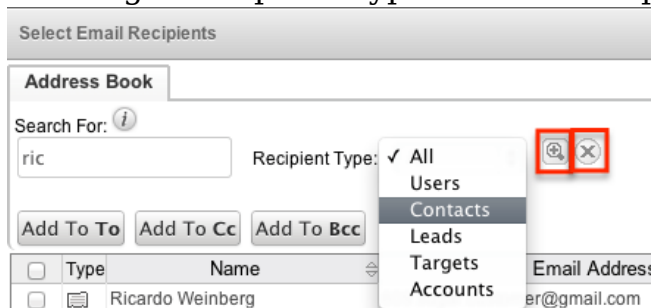 Select Email Recipients
Address Book
Search For: i
ric Recipient Type: ✓ All
Users
Contacts
Leads
Targets
Accounts
Add To To Add To Cc Add To Bcc
Type Name Email Address
Ricardo Weinberg er@gmail.com